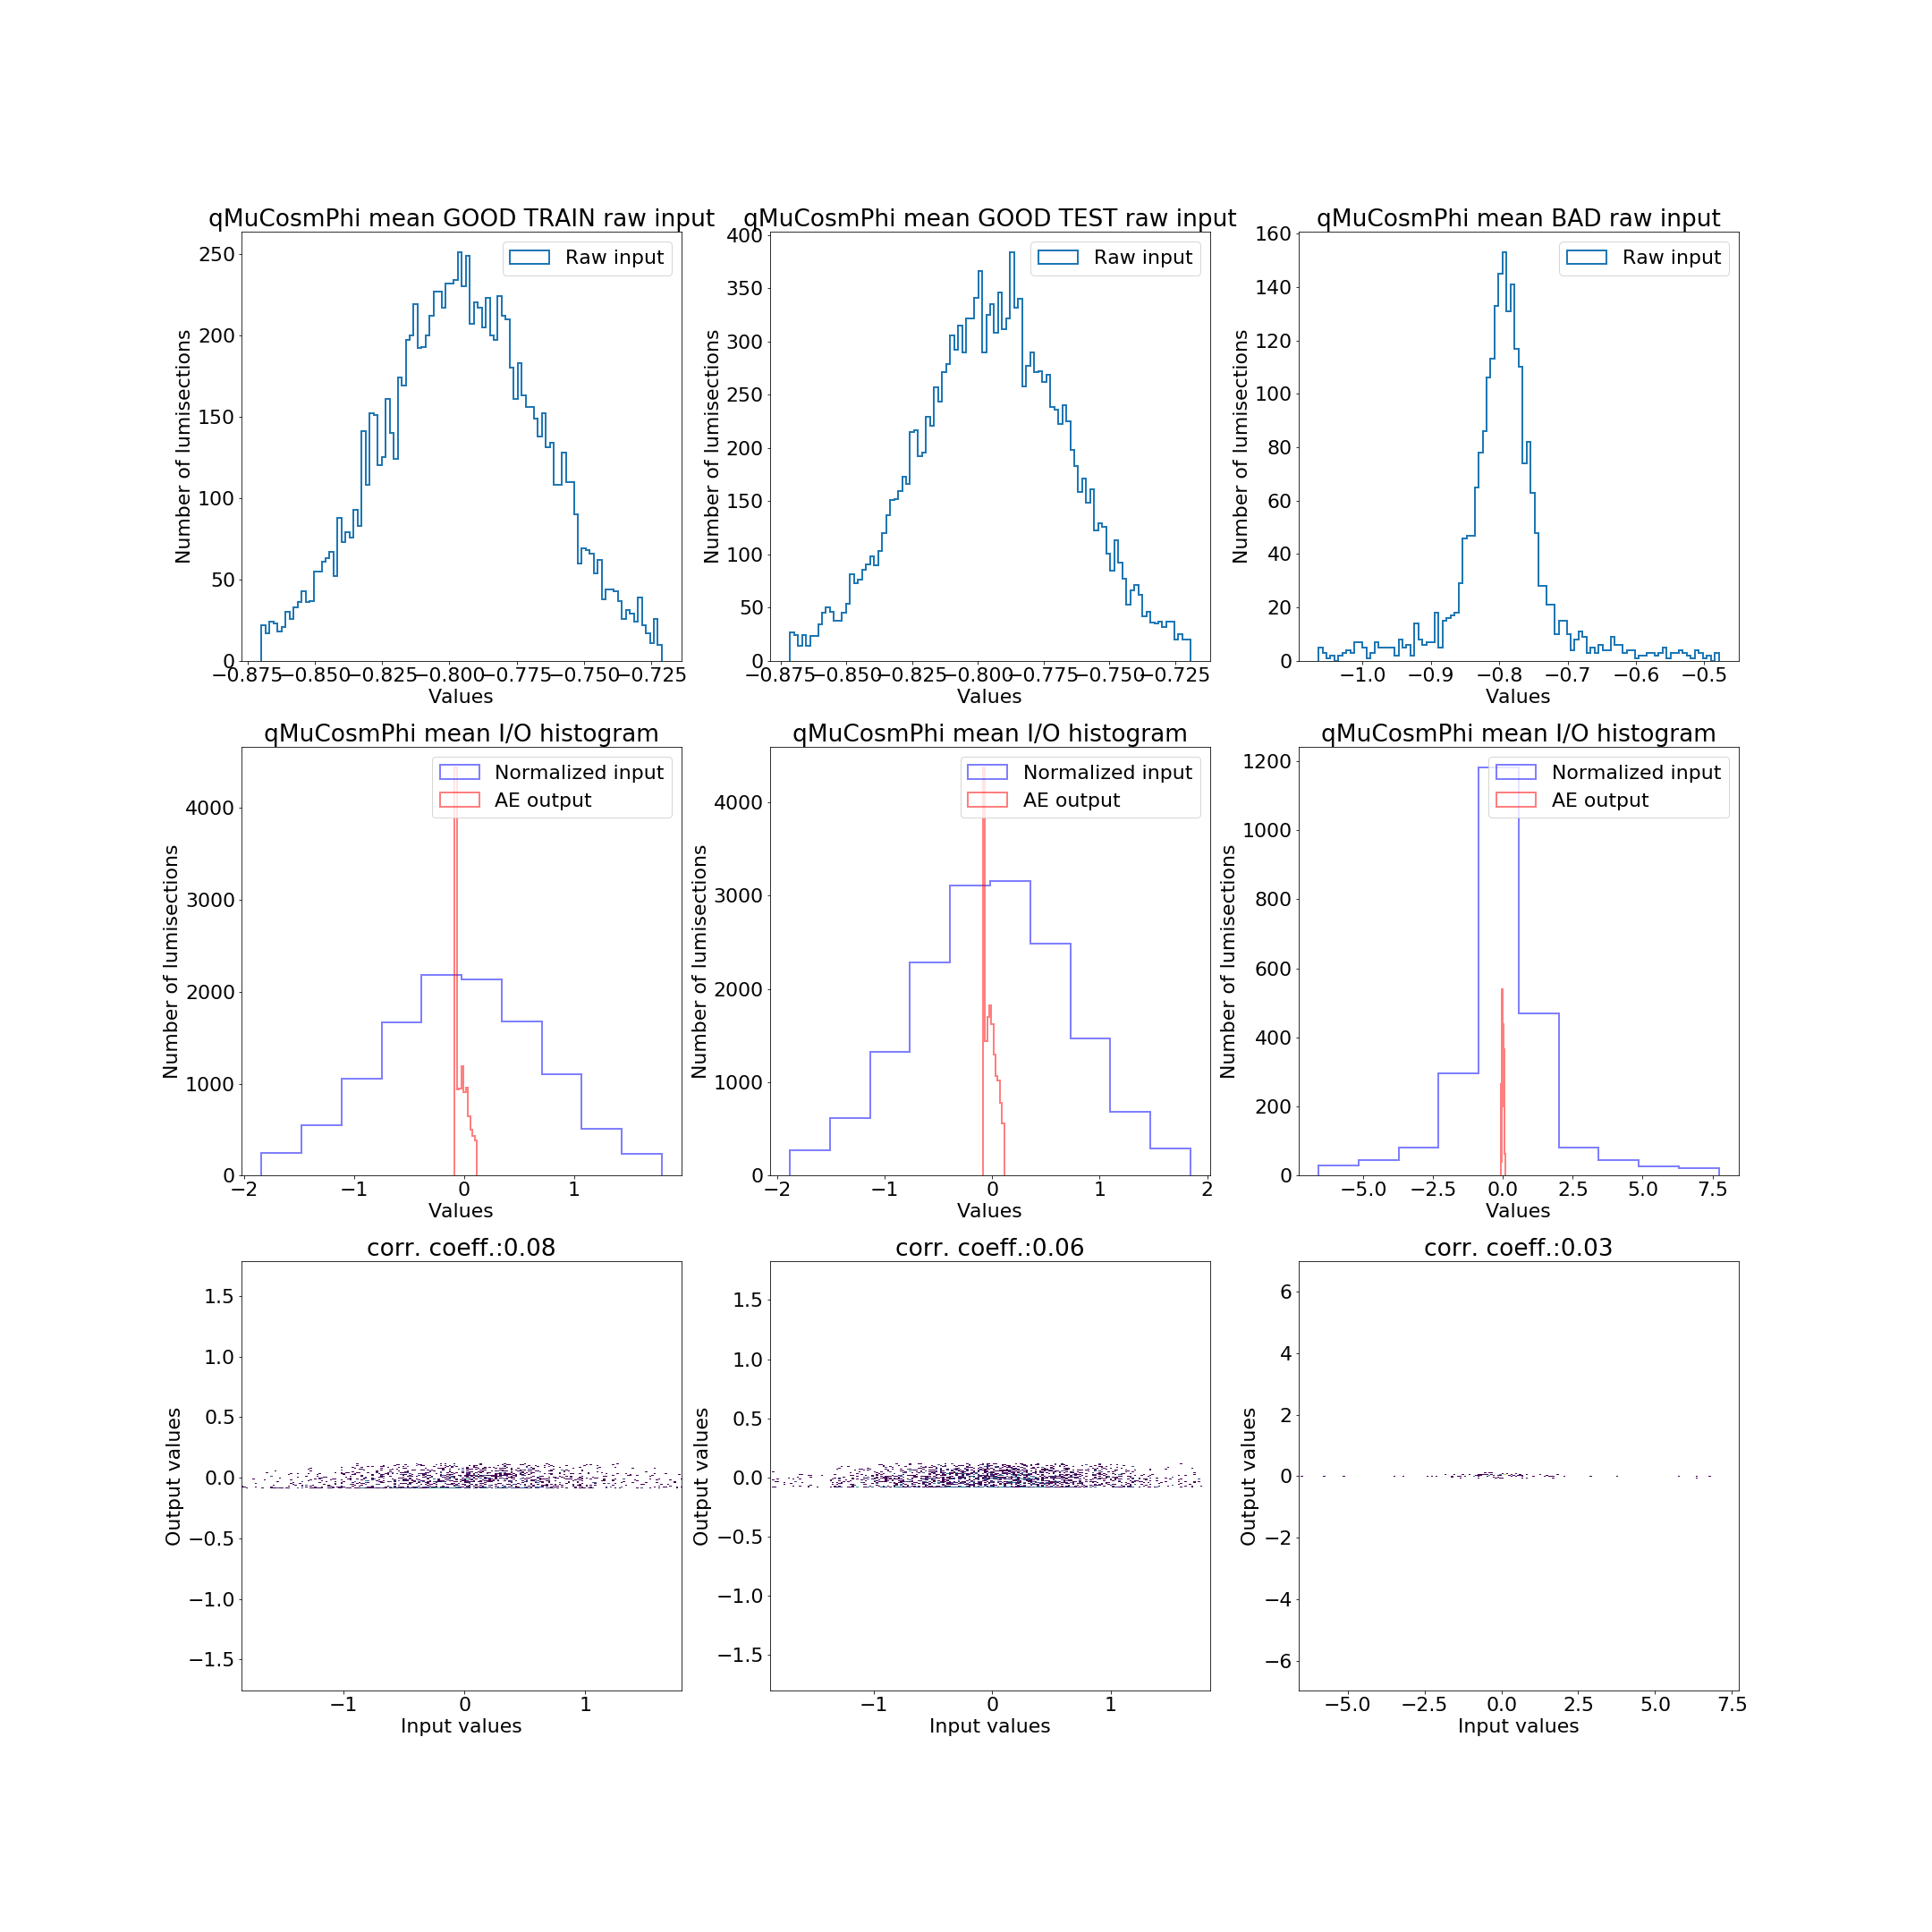 qMuCosmPhi mean GOOD TRAIN raw input
qMuCosmPhi mean GOOD TEST raw input
qMuCosmPhi mean BAD raw input
Raw input
Number of lumisections
250
200
150
100
50
0
−0.875 −0.850 −0.825 −0.800 −0.775 −0.750 −0.725
Values
Raw input
Number of lumisections
400
350
300
250
200
150
100
50
0
−0.875 −0.850 −0.825 −0.800 −0.775 −0.750 −0.725
Values
Raw input
Number of lumisections
160
140
120
100
80
60
40
20
0
−1.0 −0.9 −0.8 −0.7 −0.6 −0.5
Values
qMuCosmPhi mean I/O histogram
Normalized input
AE output
Number of lumisections
4000
3000
2000
1000
0
−2 −1 0 1
Values
qMuCosmPhi mean I/O histogram
Normalized input
AE output
Number of lumisections
4000
3000
2000
1000
0
−2 −1 0 1 2
Values
qMuCosmPhi mean I/O histogram
Normalized input
AE output
Number of lumisections
1200
1000
800
600
400
200
0
−5.0 −2.5 0.0 2.5 5.0 7.5
Values
corr. coeff.:0.08
Output values
1.5
1.0
0.5
0.0
−0.5
−1.0
−1.5
−1 0 1
Input values
corr. coeff.:0.06
Output values
1.5
1.0
0.5
0.0
−0.5
−1.0
−1.5
−1 0 1
Input values
corr. coeff.:0.03
Output values
6
4
2
0
−2
−4
−6
−5.0 −2.5 0.0 2.5 5.0 7.5
Input values